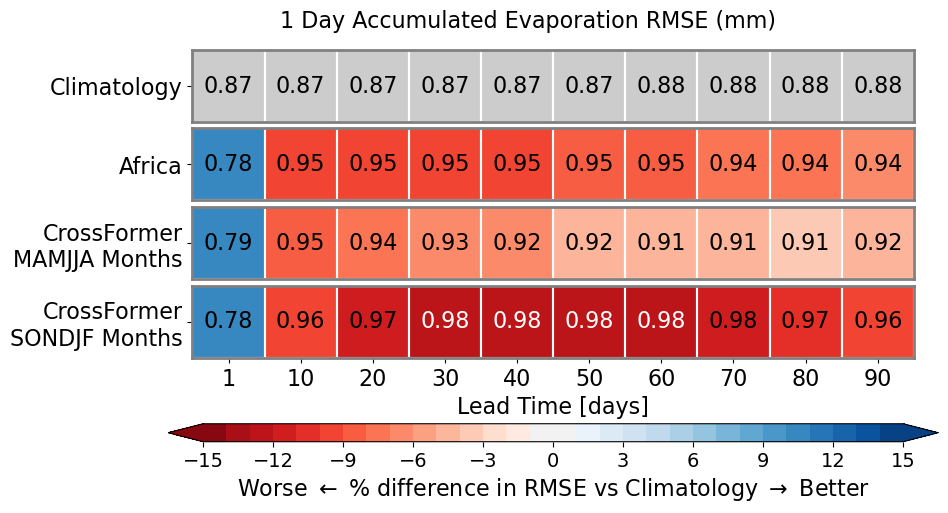 1 Day Accumulated Evaporation RMSE (mm)
Climatology 0.87 0.87 0.87 0.87 0.87 0.87 0.88 0.88 0.88 0.88
Africa 0.78 0.95 0.95 0.95 0.95 0.95 0.95 0.94 0.94 0.94
CrossFormer
MAMJJA Months 0.79 0.95 0.94 0.93 0.92 0.92 0.91 0.91 0.91 0.92
CrossFormer
SONDJF Months 0.78 0.96 0.97 0.98 0.98 0.98 0.98 0.98 0.97 0.96
1 10 20 30 40 50 60 70 80 90
Lead Time [days]
−15 −12 −9 −6 −3 0 3 6 9 12 15
Worse ← % difference in RMSE vs Climatology → Better